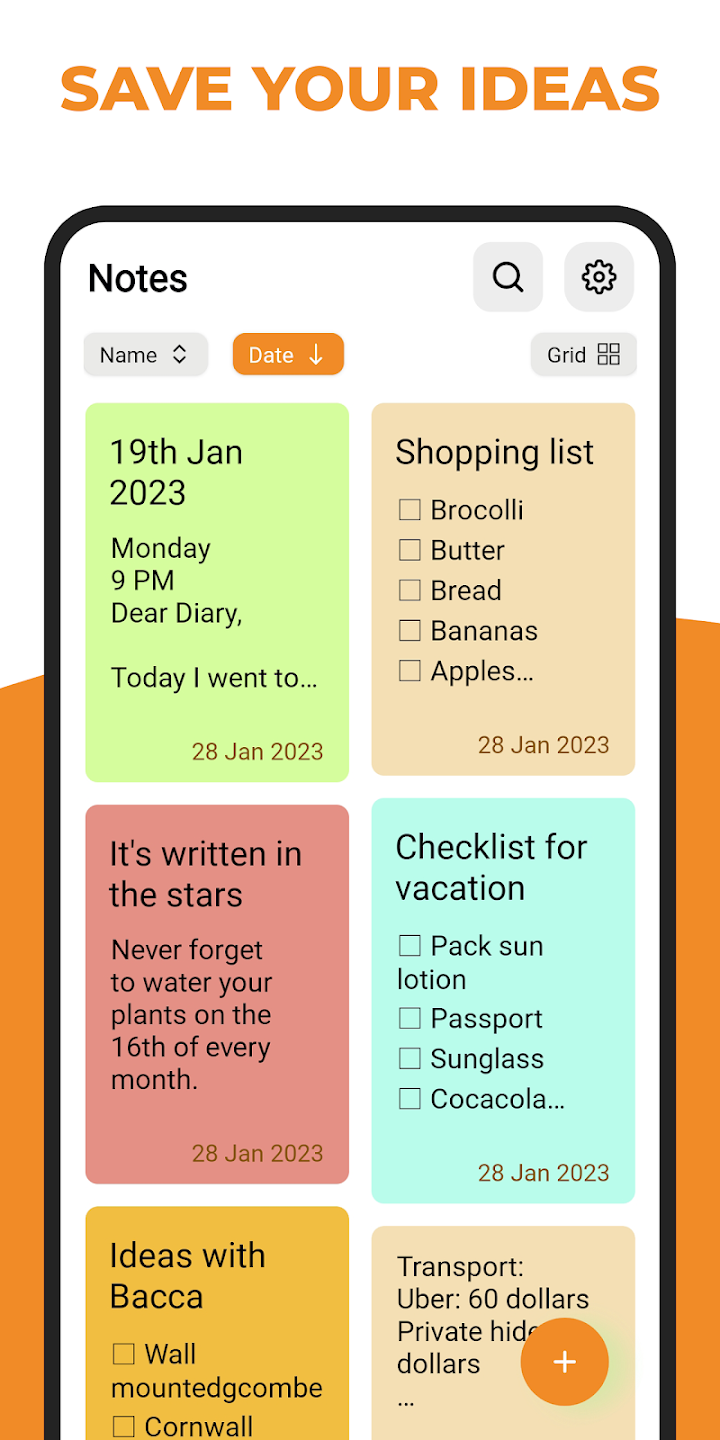 SAVE YOUR IDEAS
Notes
Name
Date
Grid
19th Jan
2023
Monday
9 PM
Dear Diary,
Today I went to...
28 Jan 2023
Shopping list
Brocolli
Butter
Bread
Bananas
Apples...
28 Jan 2023
It's written in
the stars
Never forget
to water your
plants on the
16th of every
month.
28 Jan 2023
Checklist for
vacation
Pack sun
lotion
Passport
Sunglass
Cocacola...
28 Jan 2023
Ideas with
Bacca
Wall
mountedgcombe
Cornwall
Transport:
Uber: 60 dollars
Private
dollars
...